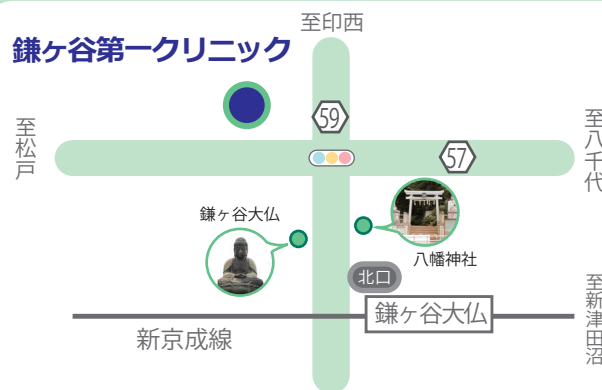 至印西
鎌ヶ谷第一クリニック
59
至松戸
57
至八千代
鎌ヶ谷大仏
八幡神社
北口
鎌ヶ谷大仏
新京成線
至新津田沼